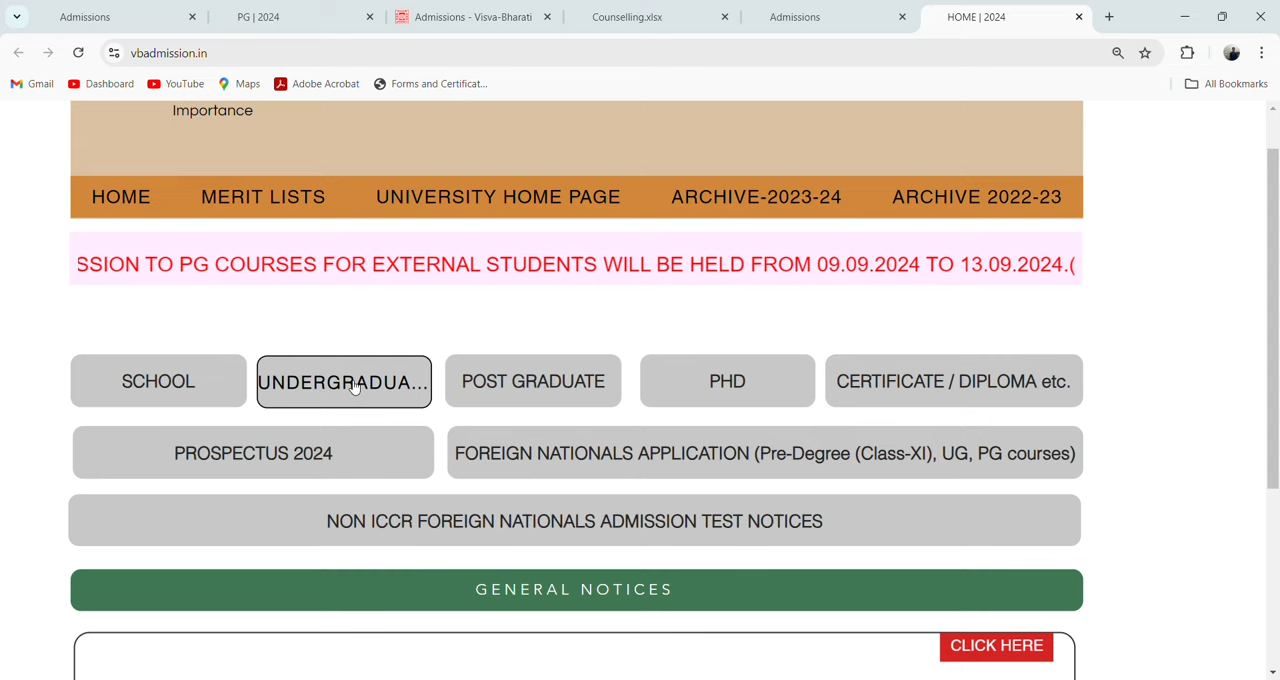 Admissions
PG | 2024
Admissions - Visva-Bharati
Counselling.xlsx
Admissions
HOME | 2024
vbadmission.in
Gmail
Dashboard
YouTube
Maps
Adobe Acrobat
Forms and Certificat...
All Bookmarks
Importance
HOME
MERIT LISTS
UNIVERSITY HOME PAGE
ARCHIVE-2023-24
ARCHIVE 2022-23
SSION TO PG COURSES FOR EXTERNAL STUDENTS WILL BE HELD FROM 09.09.2024 TO 13.09.2024.(
SCHOOL
UNDERGRADUA...
POST GRADUATE
PHD
CERTIFICATE / DIPLOMA etc.
PROSPECTUS 2024
FOREIGN NATIONALS APPLICATION (Pre-Degree (Class-XI), UG, PG courses)
NON ICCR FOREIGN NATIONALS ADMISSION TEST NOTICES
GENERAL NOTICES
CLICK HERE